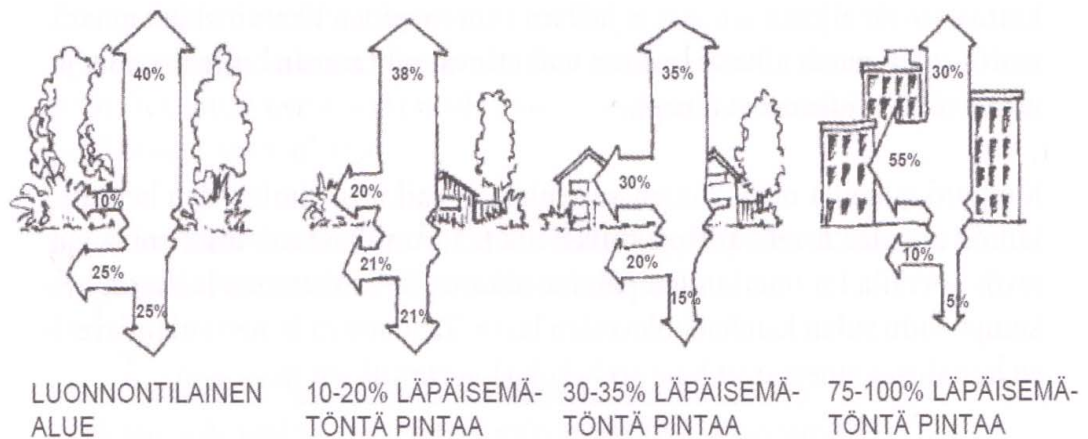 40%
10%
25%
25%
LUONNONTILAINEN
ALUE
38%
20%
21%
21%
10-20% LÄPÄISEMÄ-
TÖNTÄ PINTAA
35%
30%
20%
15%
30-35% LÄPÄISEMÄ-
TÖNTÄ PINTAA
30%
55%
10%
5%
75-100% LÄPÄISEMÄ-
TÖNTÄ PINTAA